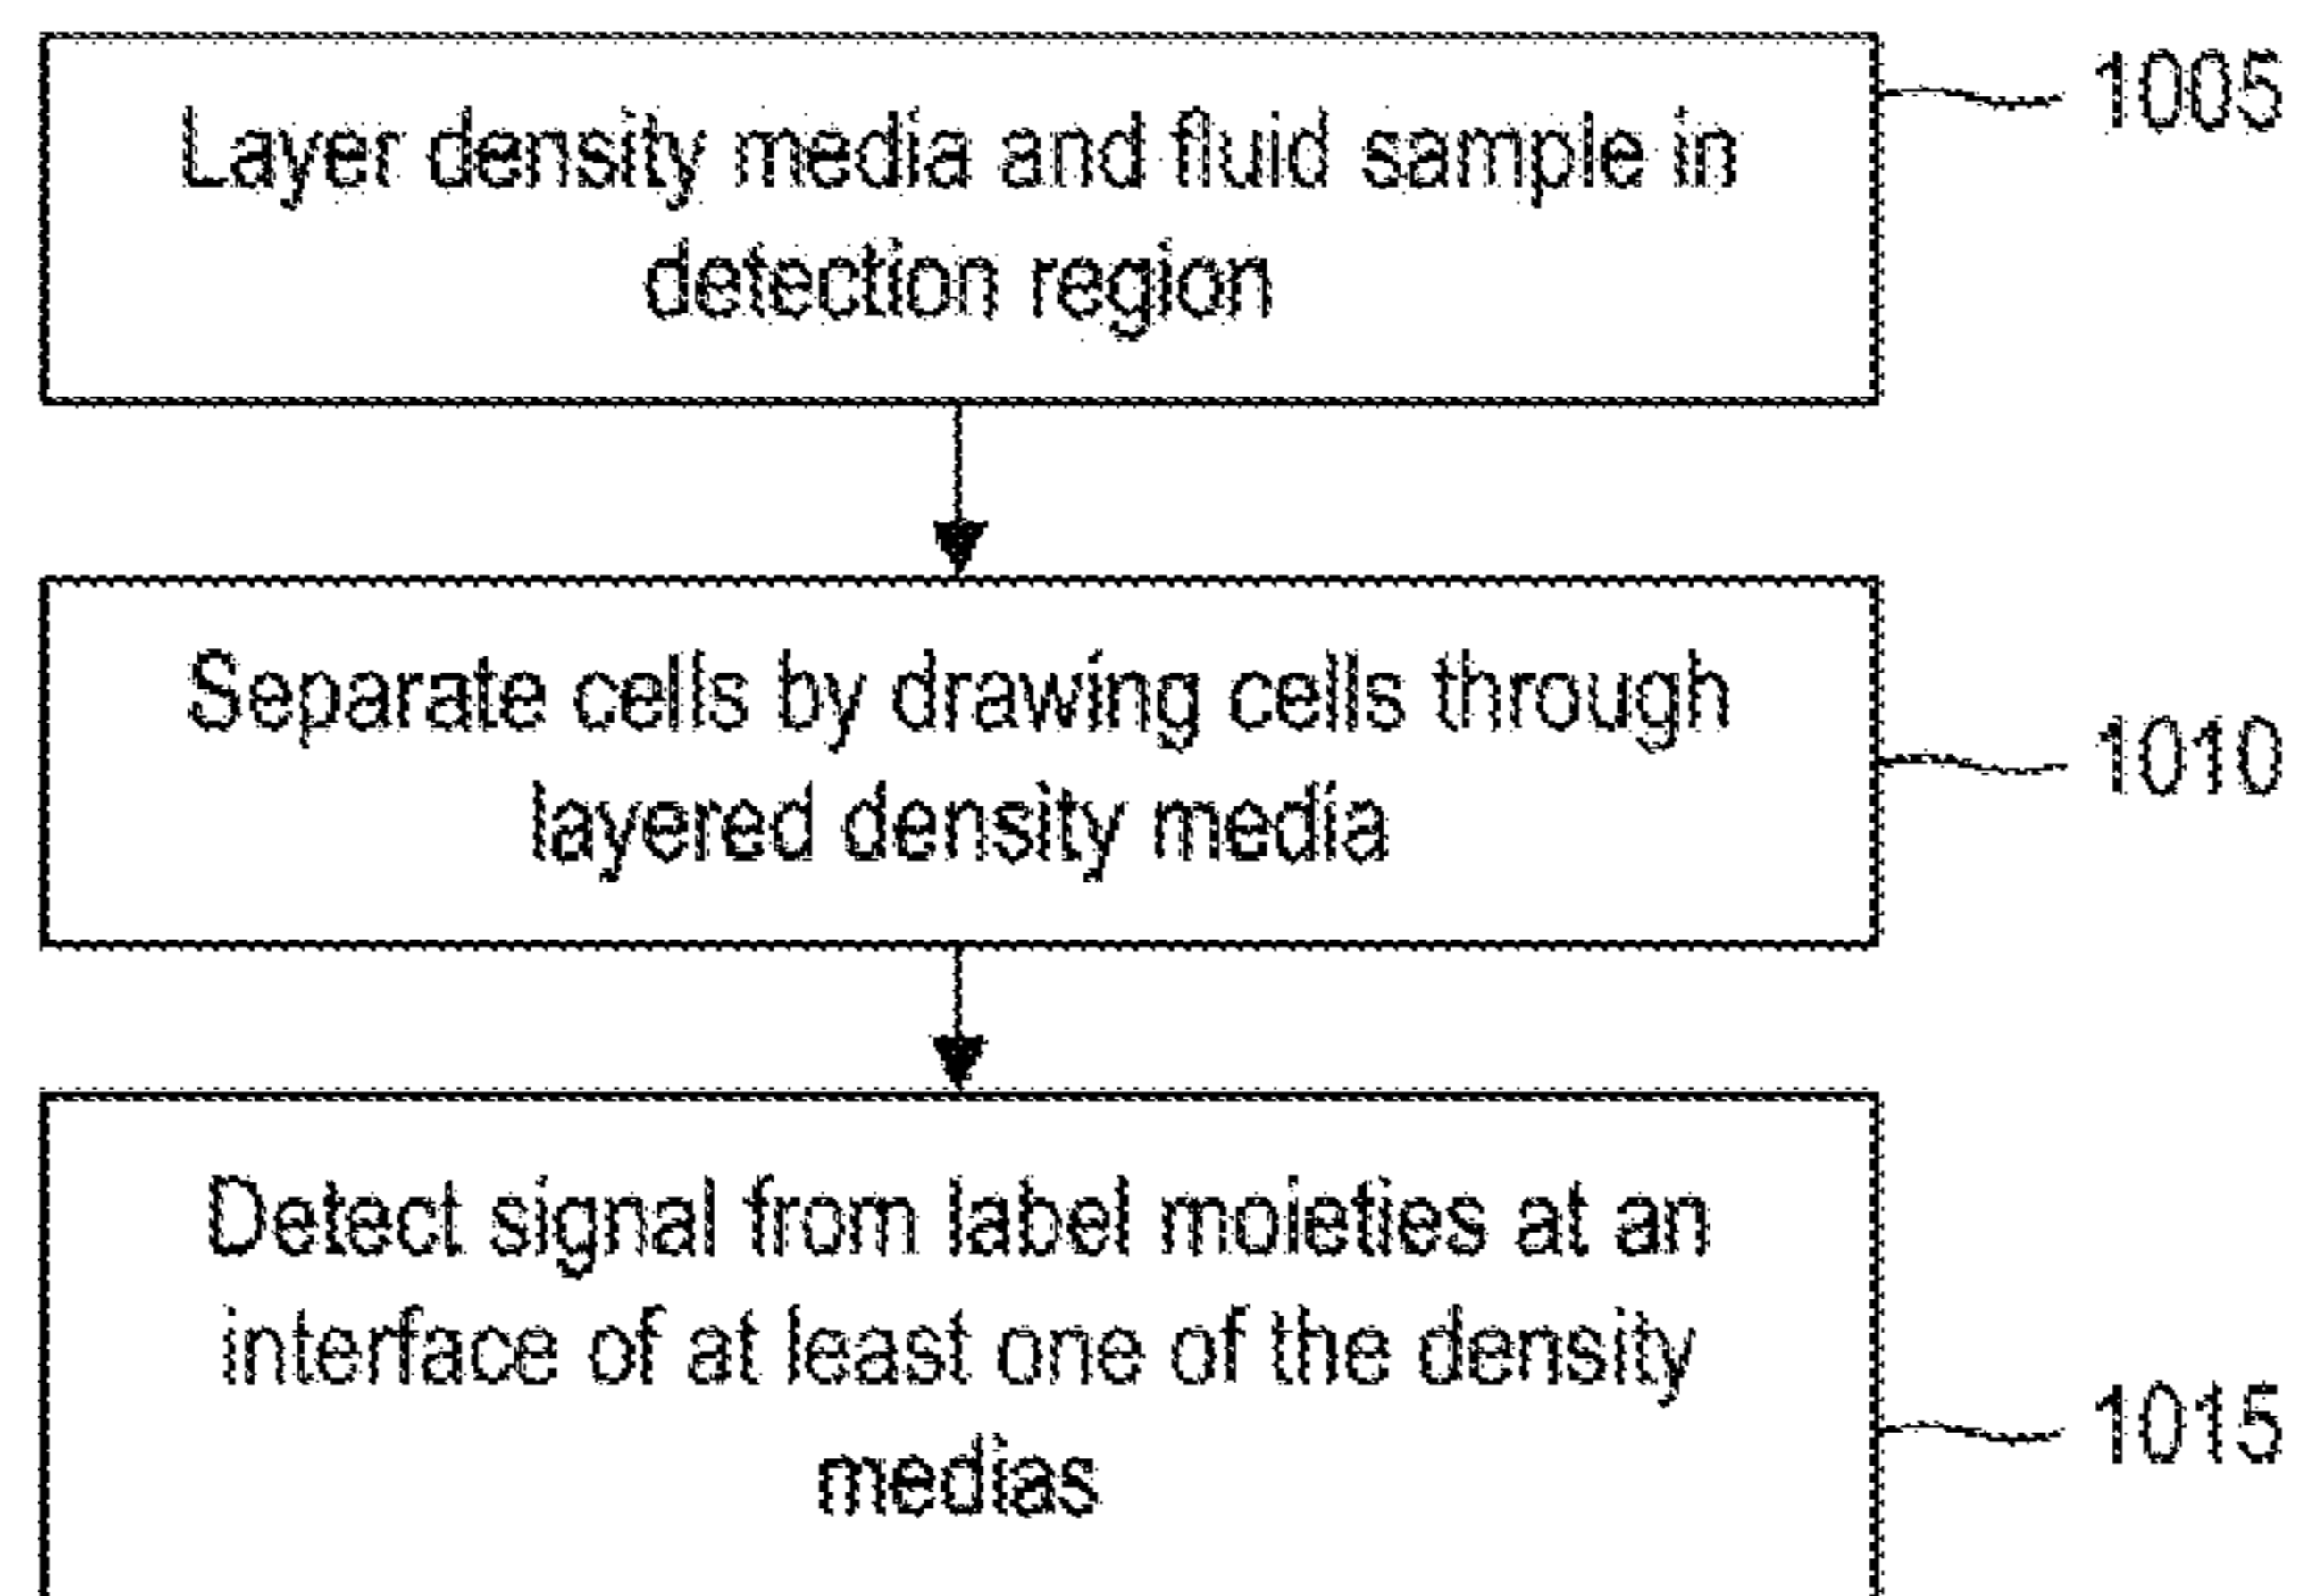 Layer density media and fluid sample in
detection region
1005
Separate cells by drawing cells through
layered density media
1010
Detect signal from label moieties at an
interface of at least one of the density
medias
1015